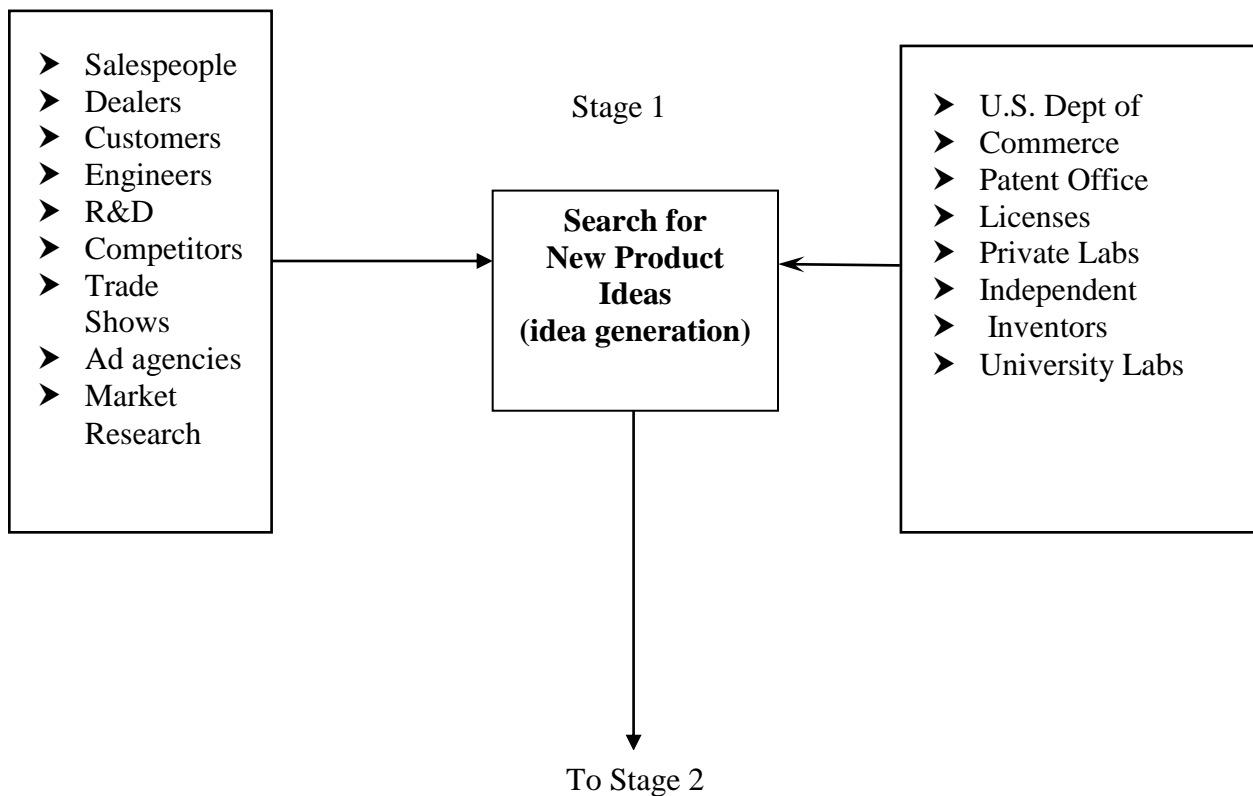 ➤ Salespeople
➤ Dealers
➤ Customers
➤ Engineers
➤ R&D
➤ Competitors
➤ Trade
Shows
➤ Ad agencies
➤ Market
Research
Stage 1
Search for
New Product
Ideas
(idea generation)
➤ U.S. Dept of
➤ Commerce
➤ Patent Office
➤ Licenses
➤ Private Labs
➤ Independent
➤ Inventors
➤ University Labs
To Stage 2